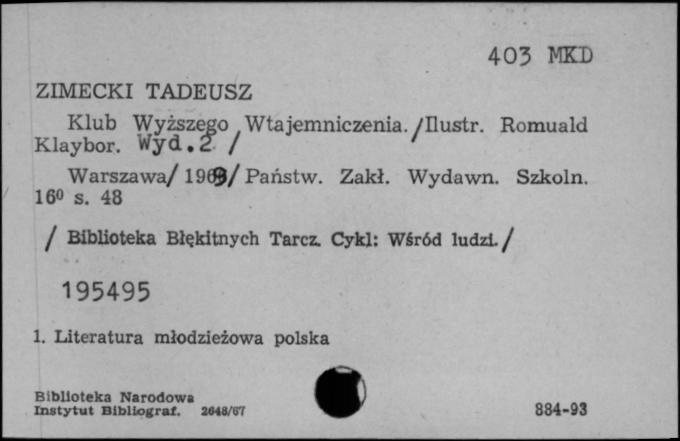 403 MKD
ZIMECKI TADEUSZ
Klub Wyższego Wtajemniczenia. /Ilustr. Romuald
Klaybor. Wyd.2 /
Warszawa/ 1969/ Państw. Zakł. Wydawn. Szkoln.
16⁰ s. 48
/ Biblioteka Błękitnych Tarcz. Cykl: Wśród ludzi. /
195495
1. Literatura młodzieżowa polska
Biblioteka Narodowa
Instytut Bibliograf. 2648/67
884-93